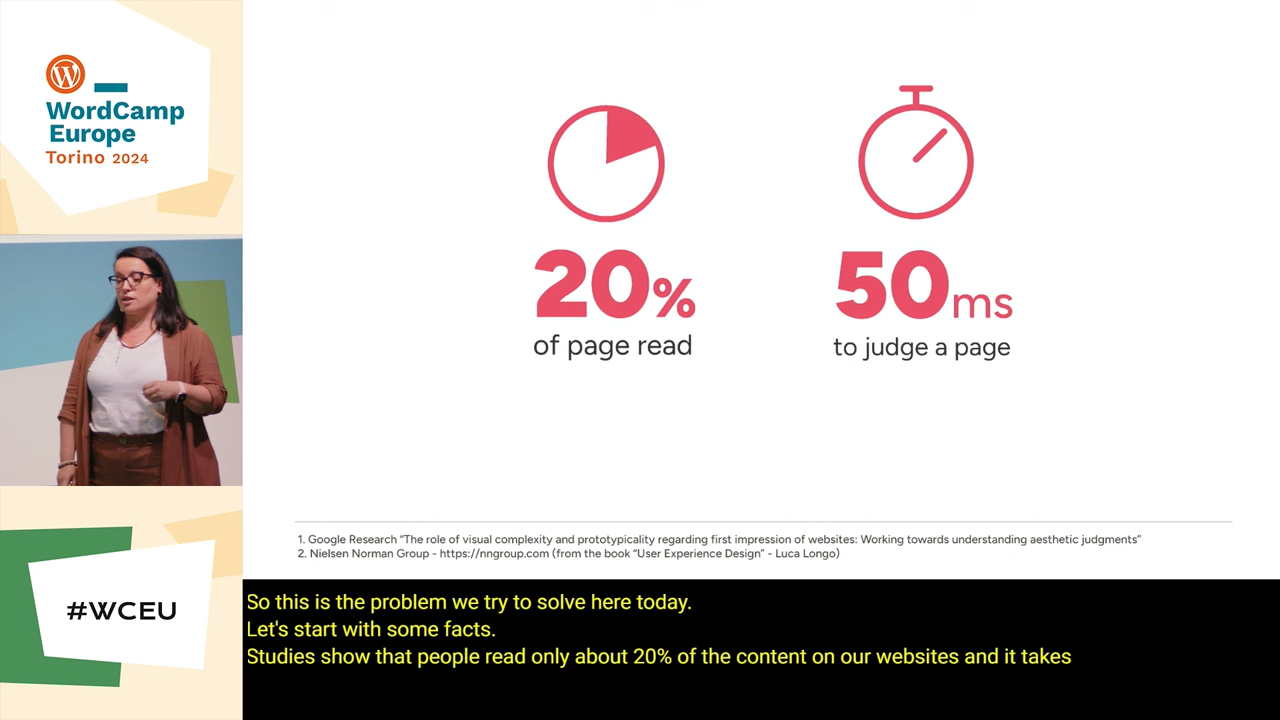 WordCamp
Europe
Torino 2024
20%
of page read
50ms
to judge a page
1. Google Research “The role of visual complexity and prototypicality regarding first impression of websites: Working towards understanding aesthetic judgments”
2. Nielsen Norman Group - https://nngroup.com (from the book “User Experience Design” - Luca Longo)
#WCEU
So this is the problem we try to solve here today.
Let's start with some facts.
Studies show that people read only about 20% of the content on our websites and it takes